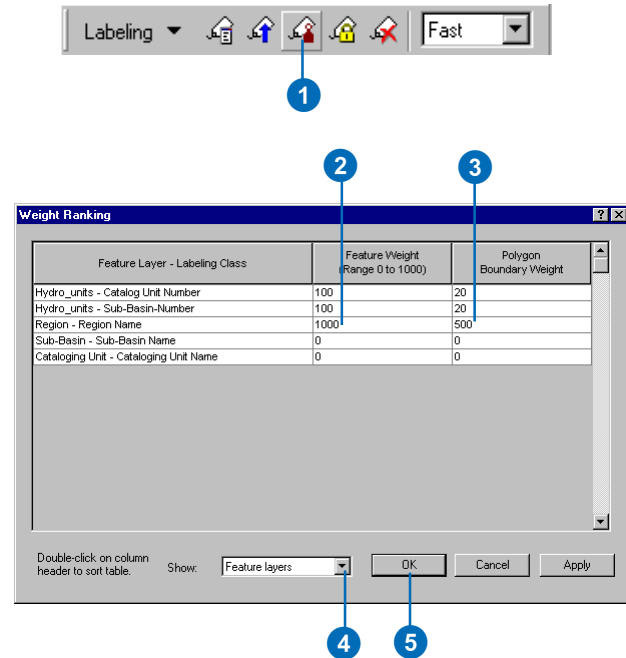 Labeling Fast
1
2 3
Weight Ranking
Feature Layer - Labeling Class
Feature Weight
(Range 0 to 1000)
Polygon
Boundary Weight
Hydro_units - Catalog Unit Number 100 20
Hydro_units - Sub-Basin-Number 100 20
Region - Region Name 1000 500
Sub-Basin - Sub-Basin Name 0 0
Cataloging Unit - Cataloging Unit Name 0 0
Double-click on column
header to sort table.
Show: Feature layers OK Cancel Apply
4 5